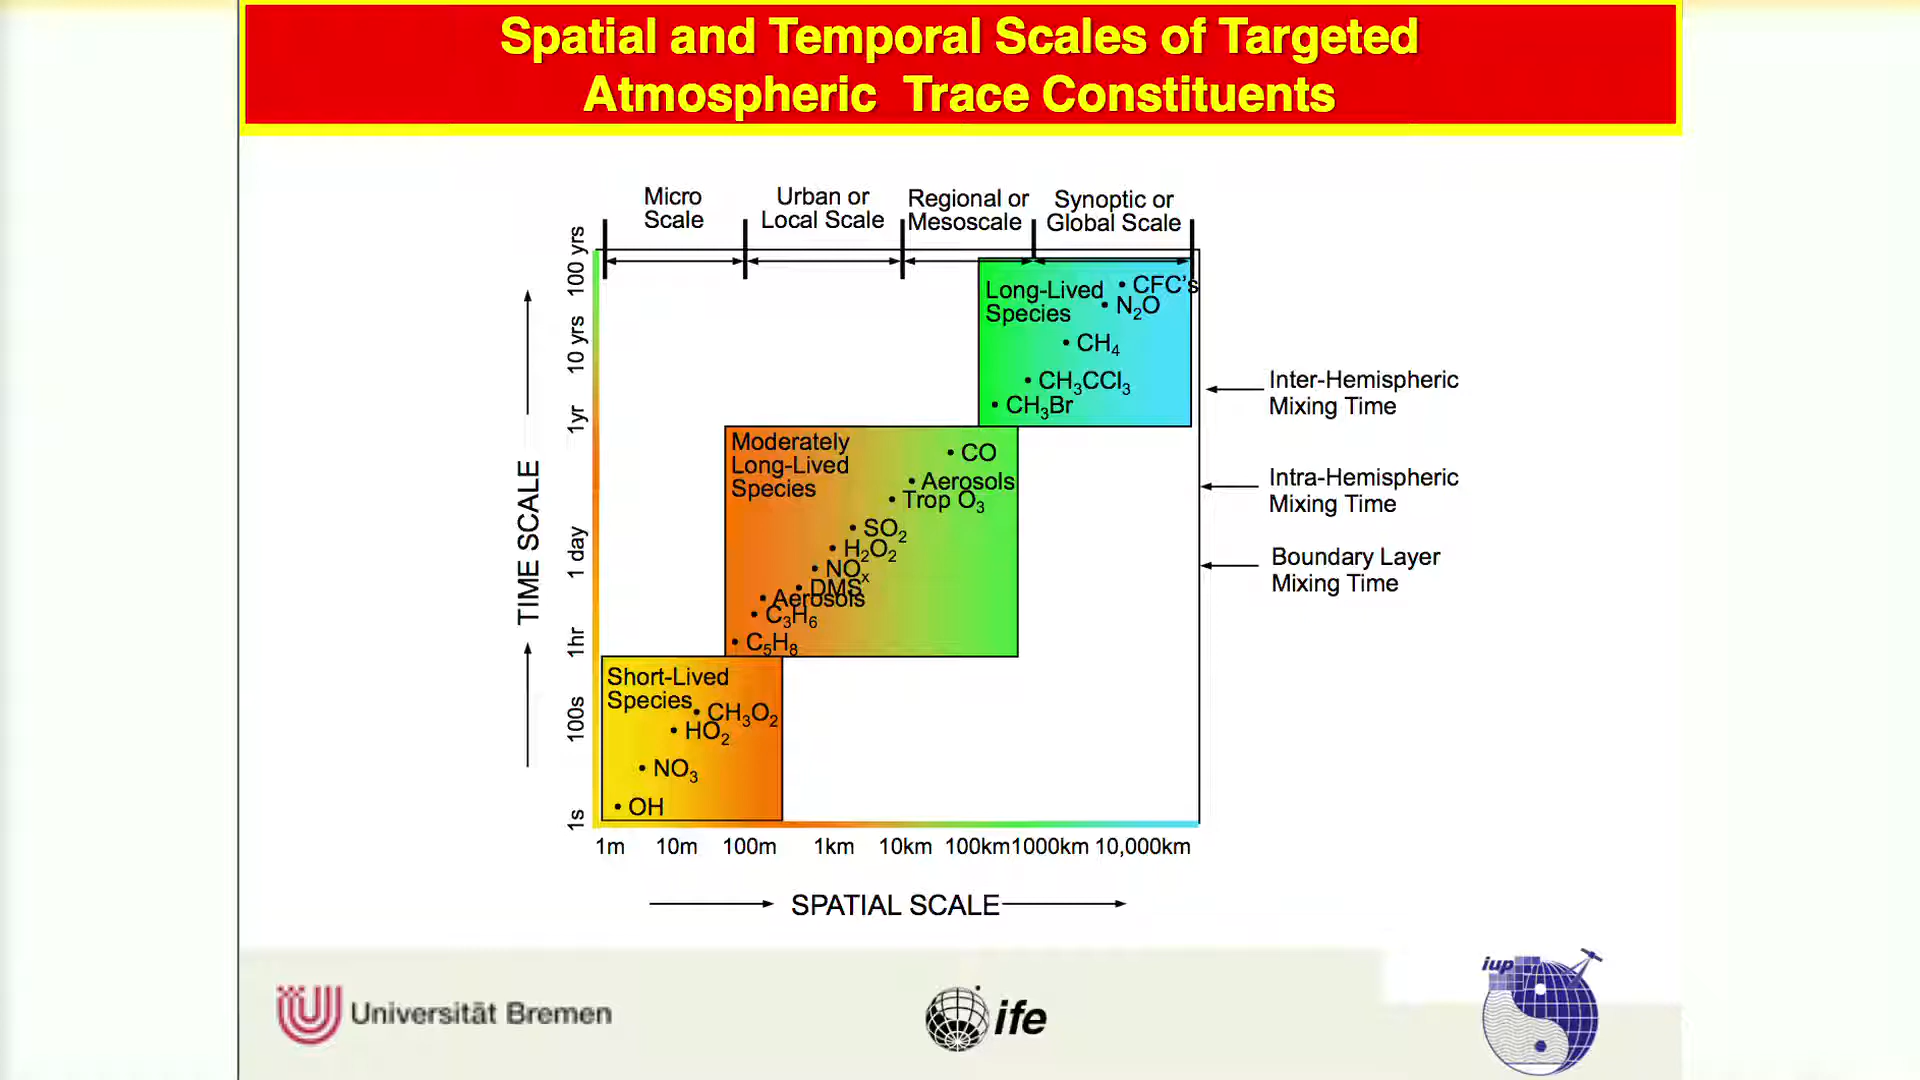 Spatial and Temporal Scales of Targeted
Atmospheric Trace Constituents
Micro
Scale
Urban or
Local Scale
Regional or
Mesoscale
Synoptic or
Global Scale
100 yrs
10 yrs
1yr
1 day
1hr
100s
1s
TIME SCALE
Long-Lived
Species
• CFC's
• N₂O
• CH₄
• CH₃CCl₃
• CH₃Br
Moderately
Long-Lived
Species
• CO
• Aerosols
• Trop O₃
• SO₂
• H₂O₂
• NOₓ
• DMS
• Aerosols
• C₃H₆
• C₅H₈
Short-Lived
Species
• CH₃O₂
• HO₂
• NO₃
• OH
Inter-Hemispheric
Mixing Time
Intra-Hemispheric
Mixing Time
Boundary Layer
Mixing Time
1m 10m 100m 1km 10km 100km 1000km 10,000km
SPATIAL SCALE
Universität Bremen
ife
iup